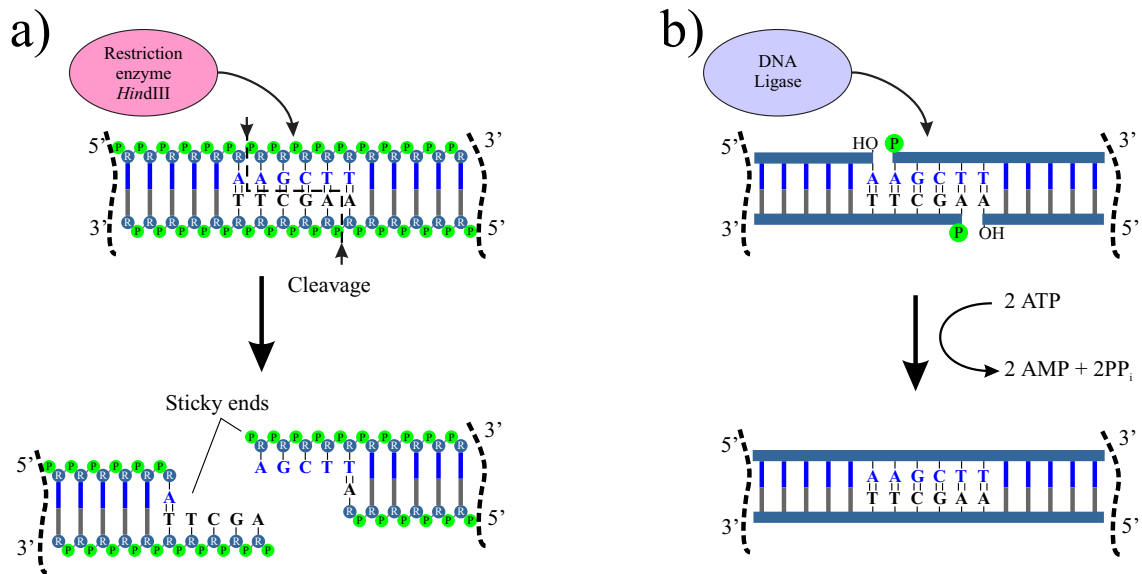 a)
Restriction
enzyme
HindIII
5’ P P P P P P P P P P P P P P P P 3’
R R R R R R R R R R R R R R R R
A A G C T T
T T C G A A
R R R R R R R R R R R R R R R R
3’ P P P P P P P P P P P P P P P P 5’
Cleavage
Sticky ends
P P P P P P P P P P 3’
R R R R R R R R R R
A G C T T
A
R R R R R R
P P P P P P 5’
5’ P P P P P P
R R R R R R
A
T T C G A
R R R R R R R R R R
3’ P P P P P P P P P P
b)
DNA
Ligase
5’ HO P 3’
A A G C T T
T T C G A A
3’ P OH 5’
2 ATP
2 AMP + 2PPi
5’ 3’
A A G C T T
T T C G A A
3’ 5’